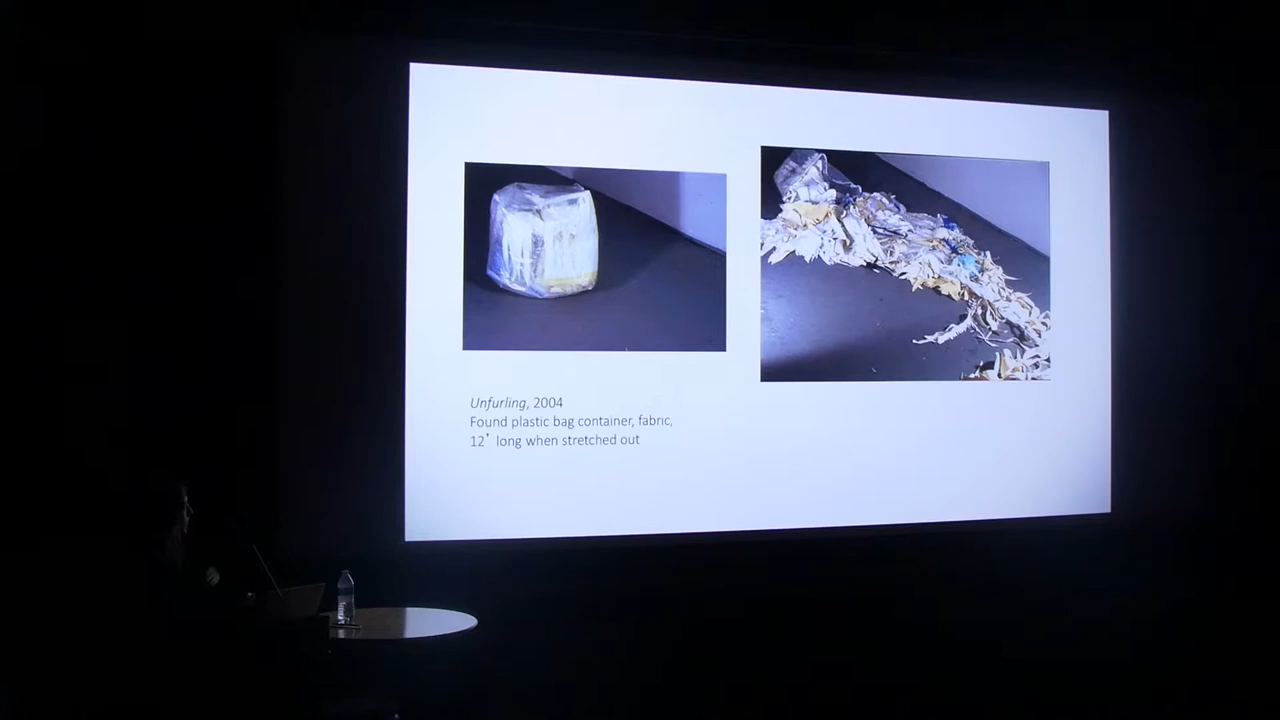 Unfurling, 2004
Found plastic bag container, fabric,
12' long when stretched out